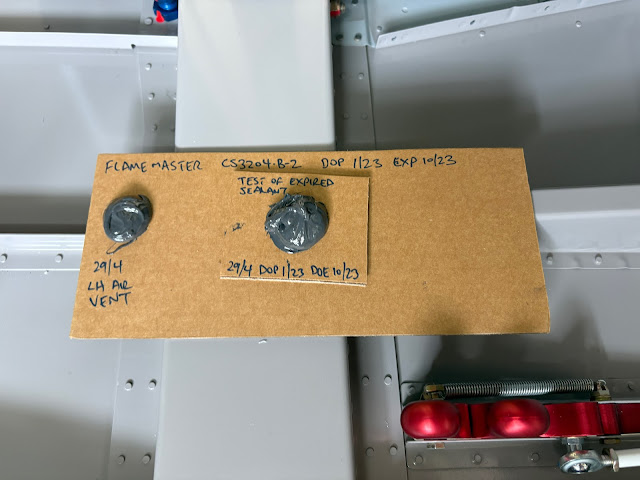 FLAMEMASTER CS3204-B-2 DOP 1/23 EXP 10/23
TEST OF EXPIRED
SEALANT
29/4 DOP 1/23 DOE 10/23
29/4
LH AIR
VENT